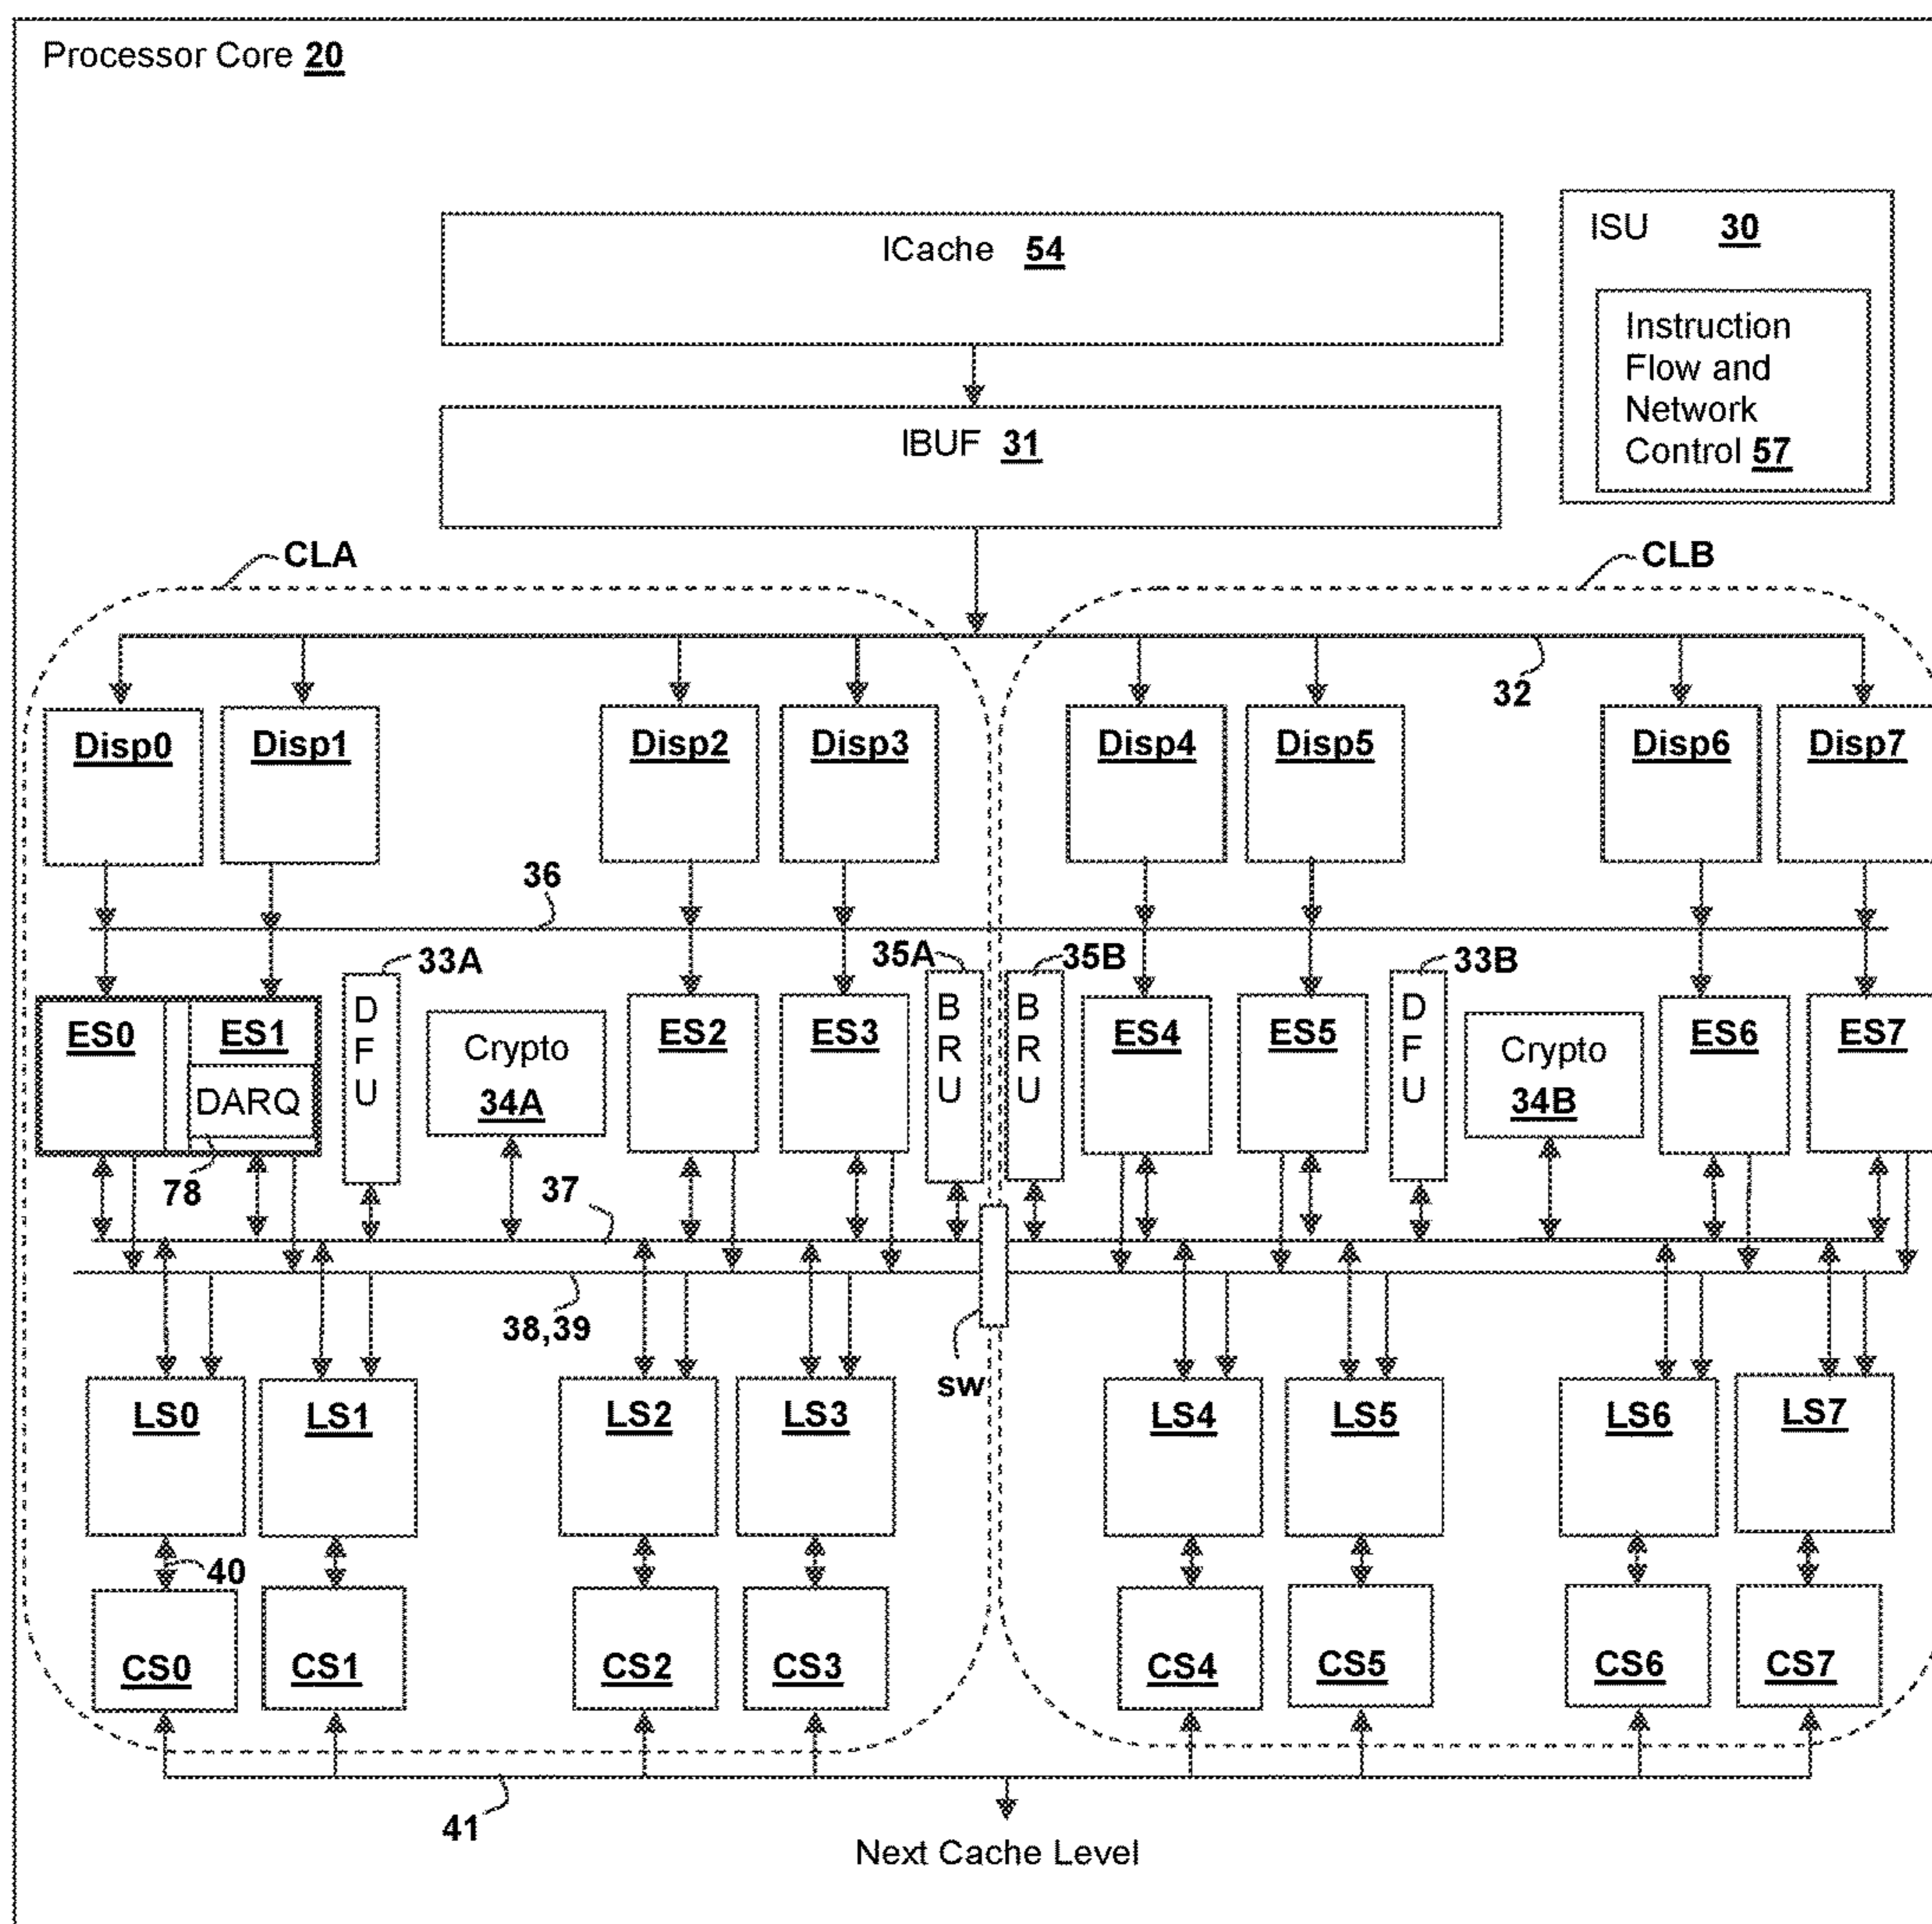 Processor Core 20
ICache 54
ISU 30
Instruction
Flow and
Network
Control 57
IBUF 31
CLA
CLB
32
Disp0
Disp1
Disp2
Disp3
Disp4
Disp5
Disp6
Disp7
36
33A
35A
35B
33B
ES0
ES1
DARQ
78
D
F
U
Crypto
34A
ES2
ES3
B
R
U
B
R
U
ES4
ES5
D
F
U
Crypto
34B
ES6
ES7
37
38,39
sw
LS0
LS1
LS2
LS3
LS4
LS5
LS6
LS7
40
CS0
CS1
CS2
CS3
CS4
CS5
CS6
CS7
41
Next Cache Level